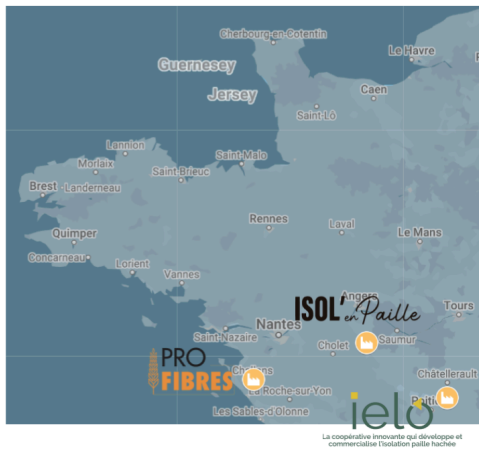 Cherbourg-en-Cotentin
Le Havre
Guernesey
Caen
Jersey
Saint-Lô
Lannion
Morlaix
Saint-Malo
Saint-Brieuc
Brest
Landerneau
Rennes
Laval
Le Mans
Quimper
Concarneau
Lorient
Vannes
Angers
ISOL'en Paille
Tours
Nantes
Saint-Nazaire
Cholet
Saumur
PRO
FIBRES
Challans
Châtellerault
La Roche-sur-Yon
Les Sables-d'Olonne
ielo
La coopérative innovante qui développe et
commercialise l'isolation paille hachée